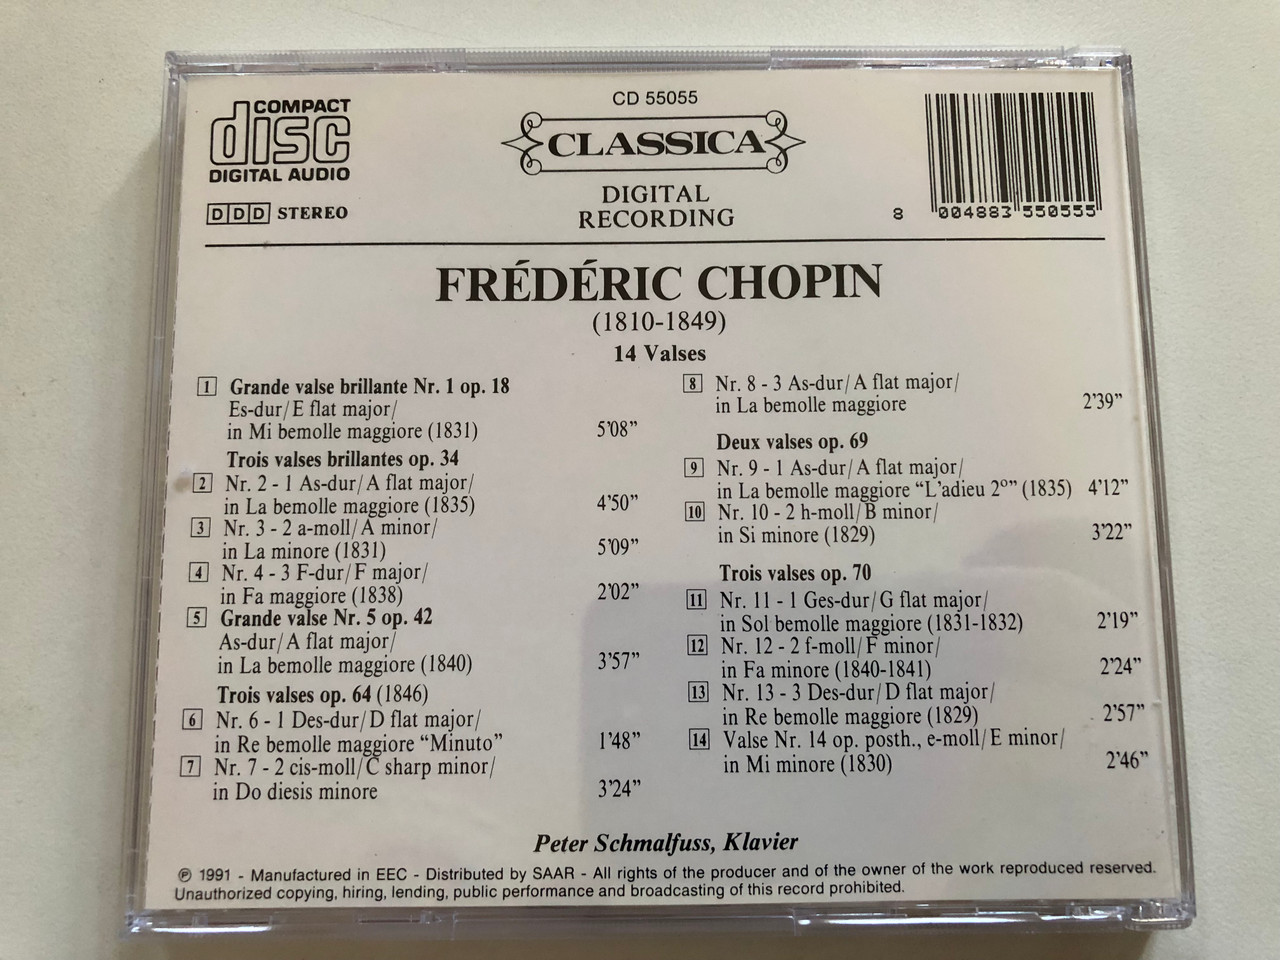 COMPACT
disc
DIGITAL AUDIO
DDD STEREO
CD 55055
CLASSICA
DIGITAL
RECORDING
8 004883 550555
FRÉDÉRIC CHOPIN
(1810-1849)
14 Valses
1 Grande valse brillante Nr. 1 op. 18
Es-dur/E flat major/
in Mi bemolle maggiore (1831) 5'08"
Trois valses brillantes op. 34
2 Nr. 2 - 1 As-dur/A flat major/
in La bemolle maggiore (1835) 4'50"
3 Nr. 3 - 2 a-moll/A minor/
in La minore (1831) 5'09"
4 Nr. 4 - 3 F-dur/F major/
in Fa maggiore (1838) 2'02"
5 Grande valse Nr. 5 op. 42
As-dur/A flat major/
in La bemolle maggiore (1840) 3'57"
Trois valses op. 64 (1846)
6 Nr. 6 - 1 Des-dur/D flat major/
in Re bemolle maggiore "Minuto" 1'48"
7 Nr. 7 - 2 cis-moll/C sharp minor/
in Do diesis minore 3'24"
8 Nr. 8 - 3 As-dur/A flat major/
in La bemolle maggiore 2'39"
Deux valses op. 69
9 Nr. 9 - 1 As-dur/A flat major/
in La bemolle maggiore "L'adieu 2º" (1835) 4'12"
10 Nr. 10 - 2 h-moll/B minor/
in Si minore (1829) 3'22"
Trois valses op. 70
11 Nr. 11 - 1 Ges-dur/G flat major/
in Sol bemolle maggiore (1831-1832) 2'19"
12 Nr. 12 - 2 f-moll/F minor/
in Fa minore (1840-1841) 2'24"
13 Nr. 13 - 3 Des-dur/D flat major/
in Re bemolle maggiore (1829) 2'57"
14 Valse Nr. 14 op. posth., e-moll/E minor/
in Mi minore (1830) 2'46"
Peter Schmalfuss, Klavier
℗ 1991 - Manufactured in EEC - Distributed by SAAR - All rights of the producer and of the owner of the work reproduced reserved.
Unauthorized copying, hiring, lending, public performance and broadcasting of this record prohibited.